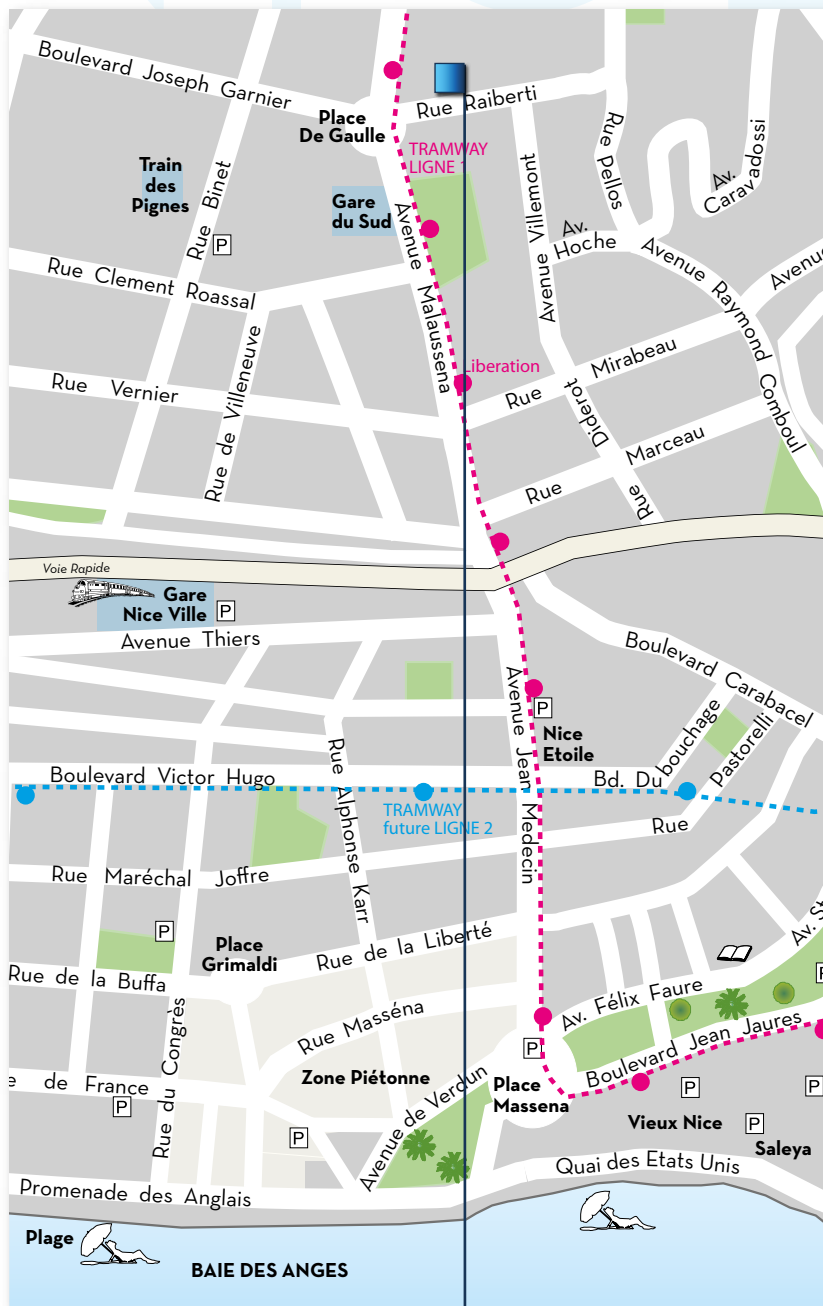 Boulevard Joseph Garnier
Place
De Gaulle
Rue Raiberti
TRAMWAY
LIGNE 1
Train
des
Pignes
Rue Binet
P
Gare
du Sud
Avenue Malaussena
Avenue Villemont
Rue Pellos
Av.
Caravadossi
Av.
Hoche
Avenue Raymond Comboul
Avenue
Rue Clement Roassal
Rue de Villeneuve
Rue Vernier
Liberation
Rue Mirabeau
Rue Diderot
Rue Marceau
Voie Rapide
Gare
Nice Ville
P
Avenue Thiers
Boulevard Carabacel
Avenue Jean Medecin
P
Nice
Etoile
Boulevard Victor Hugo
Bd. Du bouchage
Rue Pastorelli
Rue Alphonse Karr
TRAMWAY
future LIGNE 2
Rue Maréchal Joffre
P
Place
Grimaldi
Rue de la Liberté
Rue de la Buffa
Av. St
P
Av. Félix Faure
Rue Masséna
P
Boulevard Jean Jaures
Rue du Congrès
Zone Piétonne
e de France
P
P
Avenue de Verdun
Place
Massena
P
P
P
Vieux Nice
Saleya
Quai des Etats Unis
Promenade des Anglais
Plage
BAIE DES ANGES